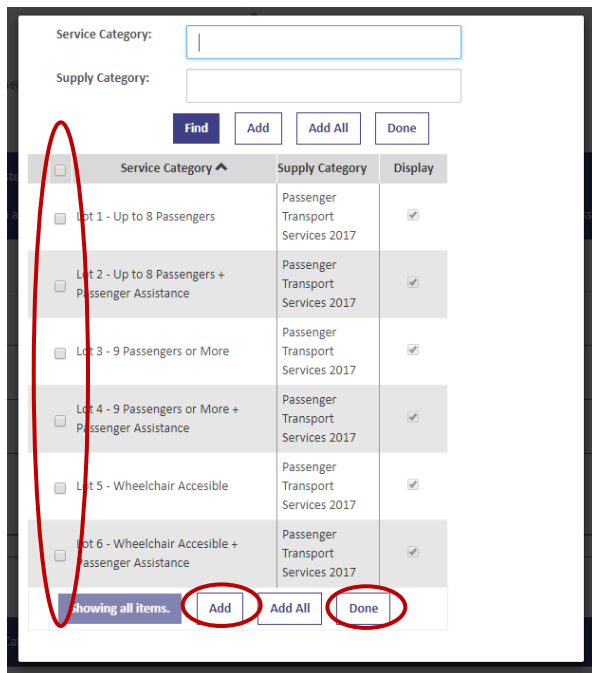 Service Category:
Supply Category:
Find Add Add All Done
Service Category Supply Category Display
Lot 1 - Up to 8 Passengers
Passenger
Transport
Services 2017
Lot 2 - Up to 8 Passengers +
Passenger Assistance
Passenger
Transport
Services 2017
Lot 3 - 9 Passengers or More
Passenger
Transport
Services 2017
Lot 4 - 9 Passengers or More +
Passenger Assistance
Passenger
Transport
Services 2017
Lot 5 - Wheelchair Accesible
Passenger
Transport
Services 2017
Lot 6 - Wheelchair Accesible +
Passenger Assistance
Passenger
Transport
Services 2017
Showing all items. Add Add All Done